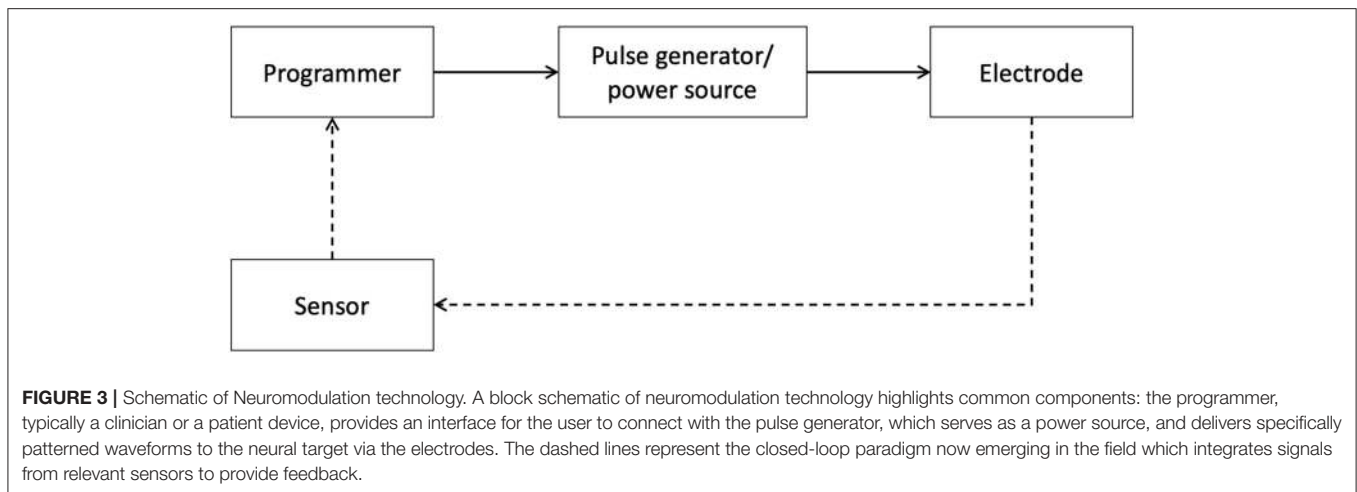 Programmer
Pulse generator/
power source
Electrode
Sensor
FIGURE 3 | Schematic of Neuromodulation technology. A block schematic of neuromodulation technology highlights common components: the programmer,
typically a clinician or a patient device, provides an interface for the user to connect with the pulse generator, which serves as a power source, and delivers specifically
patterned waveforms to the neural target via the electrodes. The dashed lines represent the closed-loop paradigm now emerging in the field which integrates signals
from relevant sensors to provide feedback.